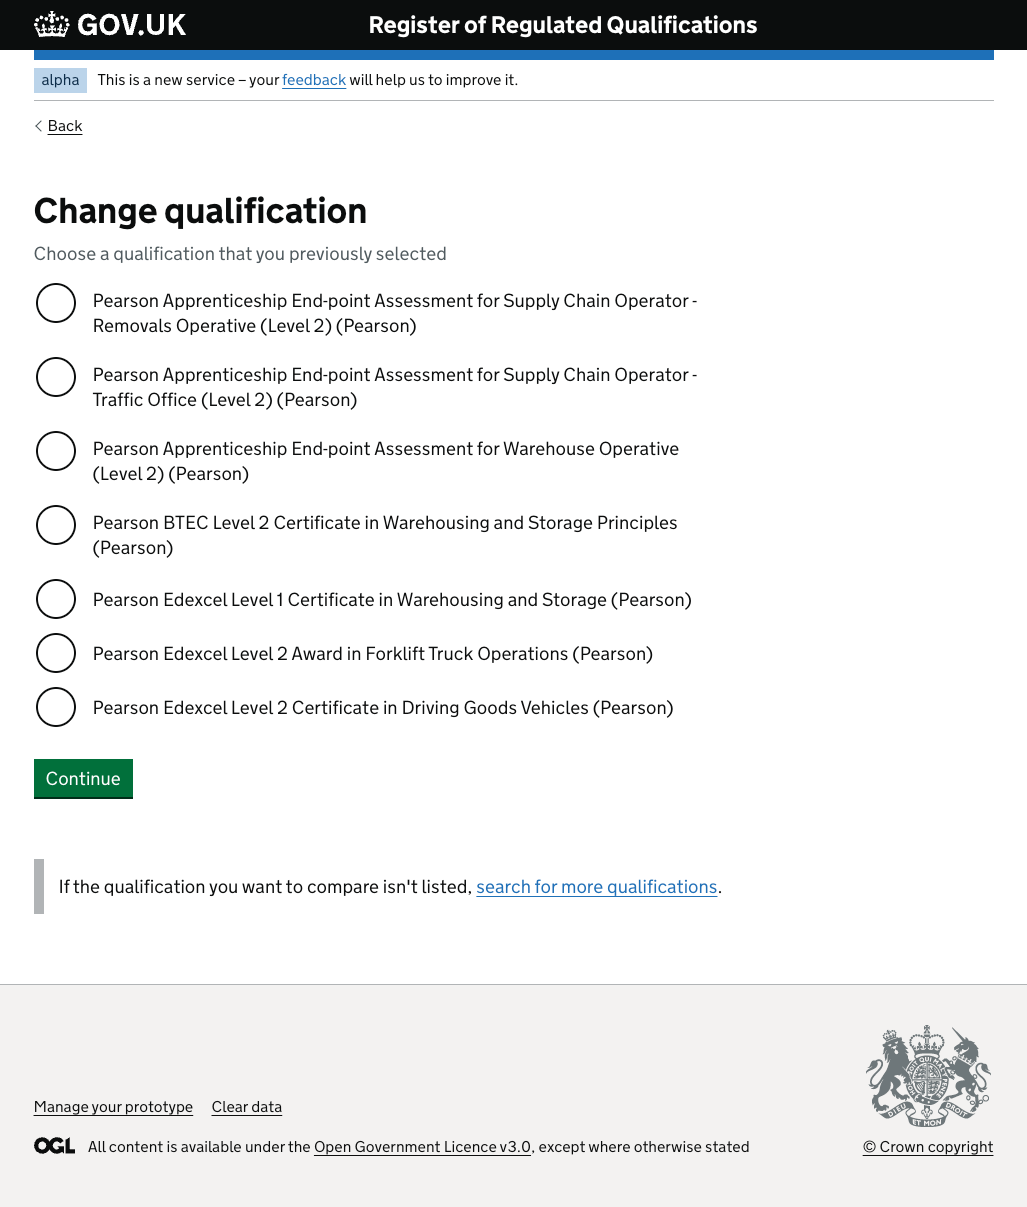 GOV.UK
Register of Regulated Qualifications
alpha
This is a new service – your feedback will help us to improve it.
Back
Change qualification
Choose a qualification that you previously selected
Pearson Apprenticeship End-point Assessment for Supply Chain Operator -
Removals Operative (Level 2) (Pearson)
Pearson Apprenticeship End-point Assessment for Supply Chain Operator -
Traffic Office (Level 2) (Pearson)
Pearson Apprenticeship End-point Assessment for Warehouse Operative
(Level 2) (Pearson)
Pearson BTEC Level 2 Certificate in Warehousing and Storage Principles
(Pearson)
Pearson Edexcel Level 1 Certificate in Warehousing and Storage (Pearson)
Pearson Edexcel Level 2 Award in Forklift Truck Operations (Pearson)
Pearson Edexcel Level 2 Certificate in Driving Goods Vehicles (Pearson)
Continue
If the qualification you want to compare isn't listed, search for more qualifications.
DIEU ET MON DROIT
Manage your prototype
Clear data
OGL
All content is available under the Open Government Licence v3.0, except where otherwise stated
© Crown copyright